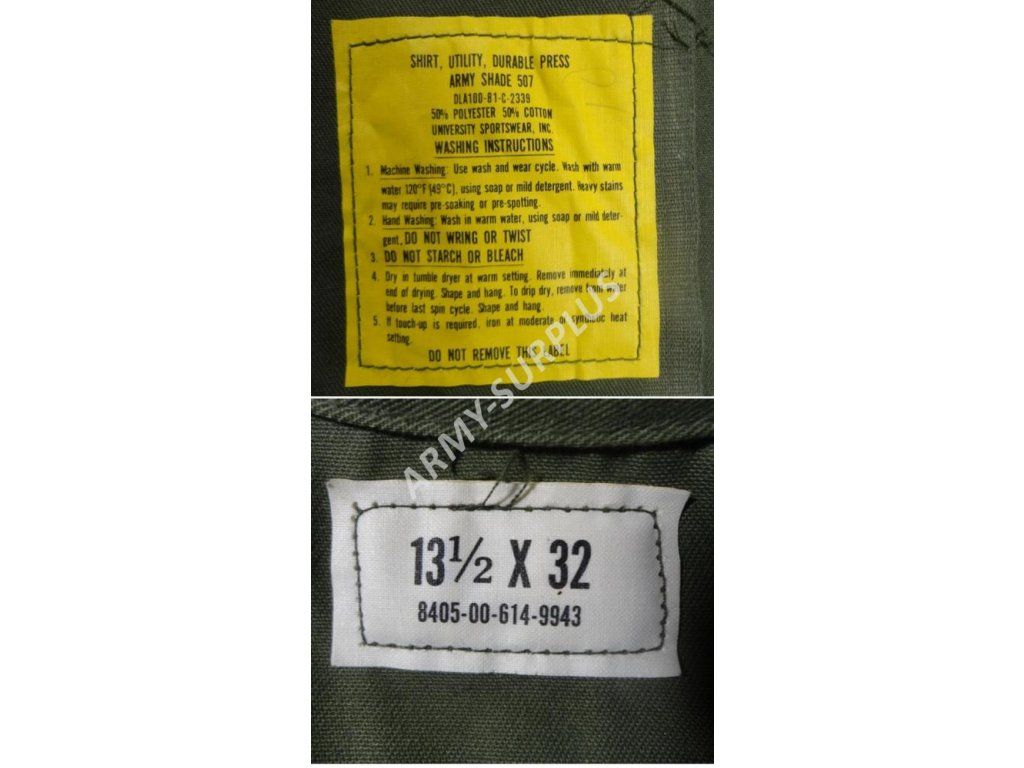 SHIRT, UTILITY, DURABLE PRESS
ARMY SHADE 507
DLA100-81-C-2339
50% POLYESTER 50% COTTON
UNIVERSITY SPORTSWEAR, INC.
WASHING INSTRUCTIONS
1. Machine Washing: Use wash and wear cycle. Wash with warm
water 120°F (49°C), using soap or mild detergent. Heavy stains
may require pre-soaking or pre-spotting.
2. Hand Washing: Wash in warm water, using soap or mild deter-
gent, DO NOT WRING OR TWIST
3. DO NOT STARCH OR BLEACH
4. Dry in tumble dryer at warm setting. Remove immediately at
end of drying. Shape and hang. To drip dry, remove from water
before last spin cycle. Shape and hang.
5. If touch-up is required, iron at moderate or synthetic heat
setting.
DO NOT REMOVE THIS LABEL
ARMY-SURPLUS
13½ X 32
8405-00-614-9943